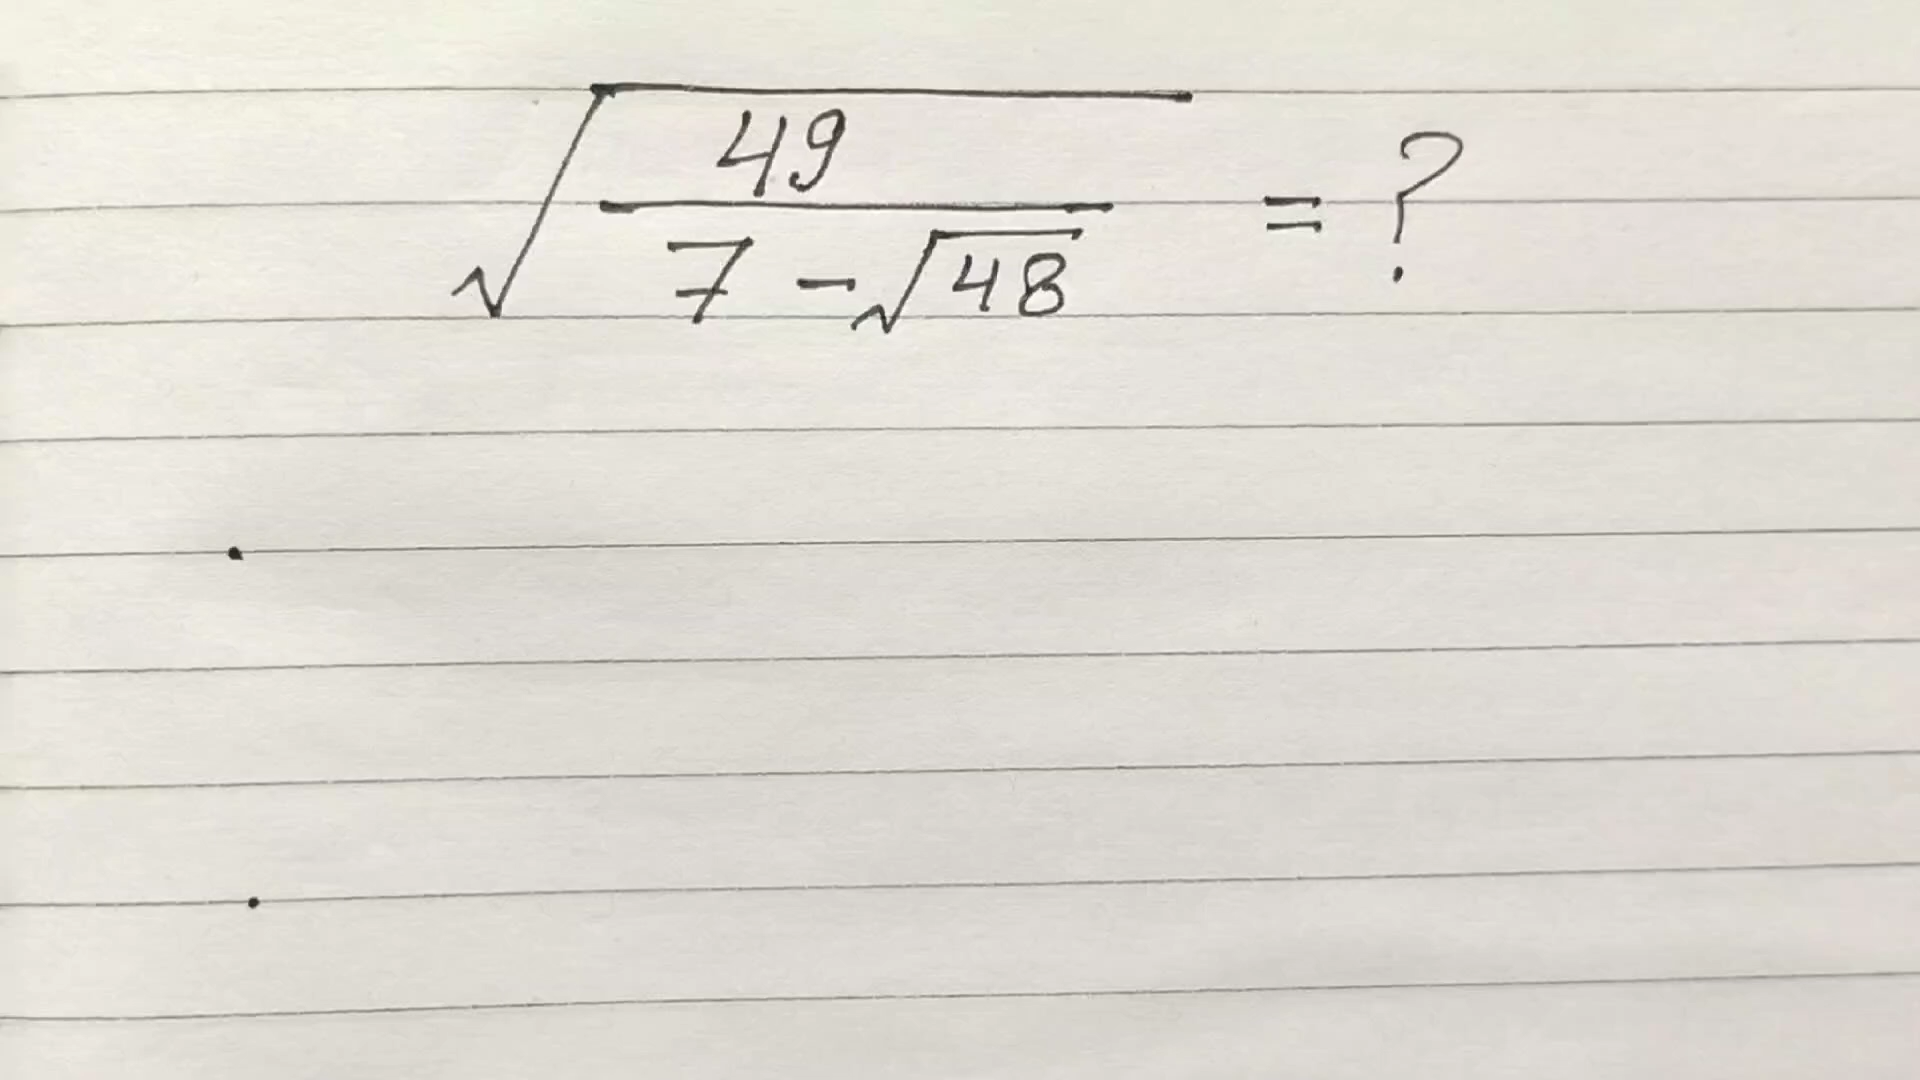 √(49 / (7 - √48)) = ?